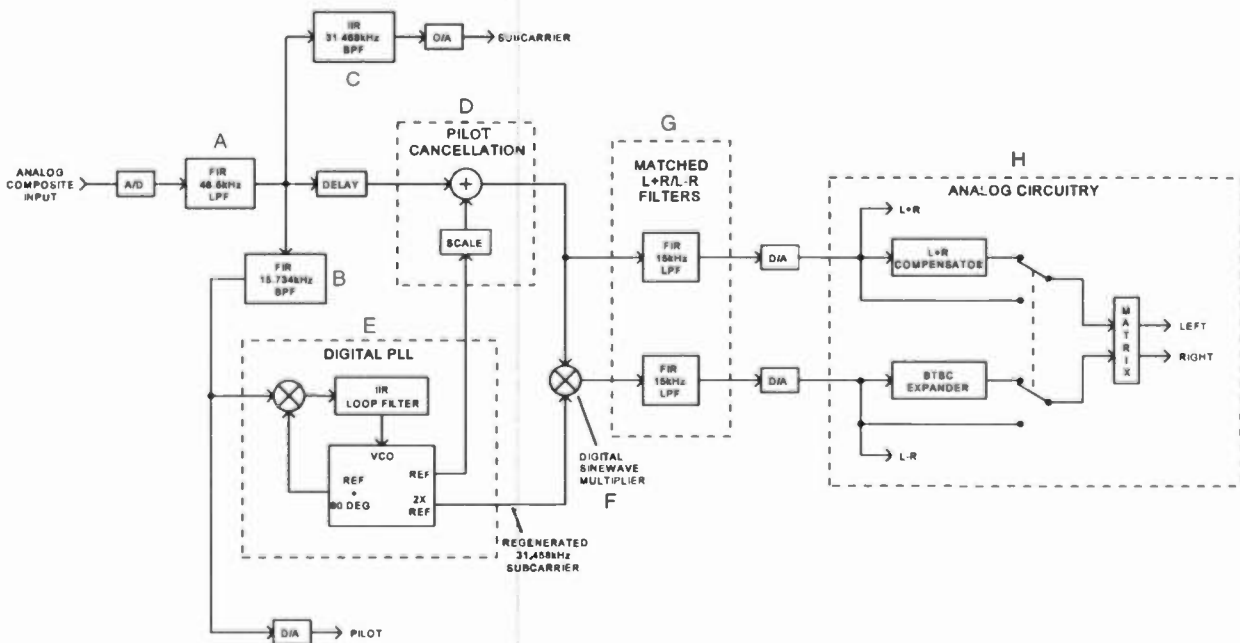 IIR
31.468kHz
BPF
D/A
SUBCARRIER
C
D
PILOT
CANCELLATION
A
G
H
ANALOG
COMPOSITE
INPUT
A/D
FIR
46.6kHz
LPF
DELAY
+
MATCHED
L+R/L-R
FILTERS
ANALOG CIRCUITRY
L+R
SCALE
FIR
15kHz
LPF
D/A
L+R
COMPENSATOR
FIR
15.734kHz
BPF
B
E
DIGITAL PLL
MATRIX
LEFT
RIGHT
IIR
LOOP FILTER
FIR
15kHz
LPF
D/A
BTSC
EXPANDER
VCO
REF
+
90 DEG
REF
2X
REF
DIGITAL
SINEWAVE
MULTIPLIER
F
L-R
REGENERATED
31.468kHz
SUBCARRIER
D/A
PILOT